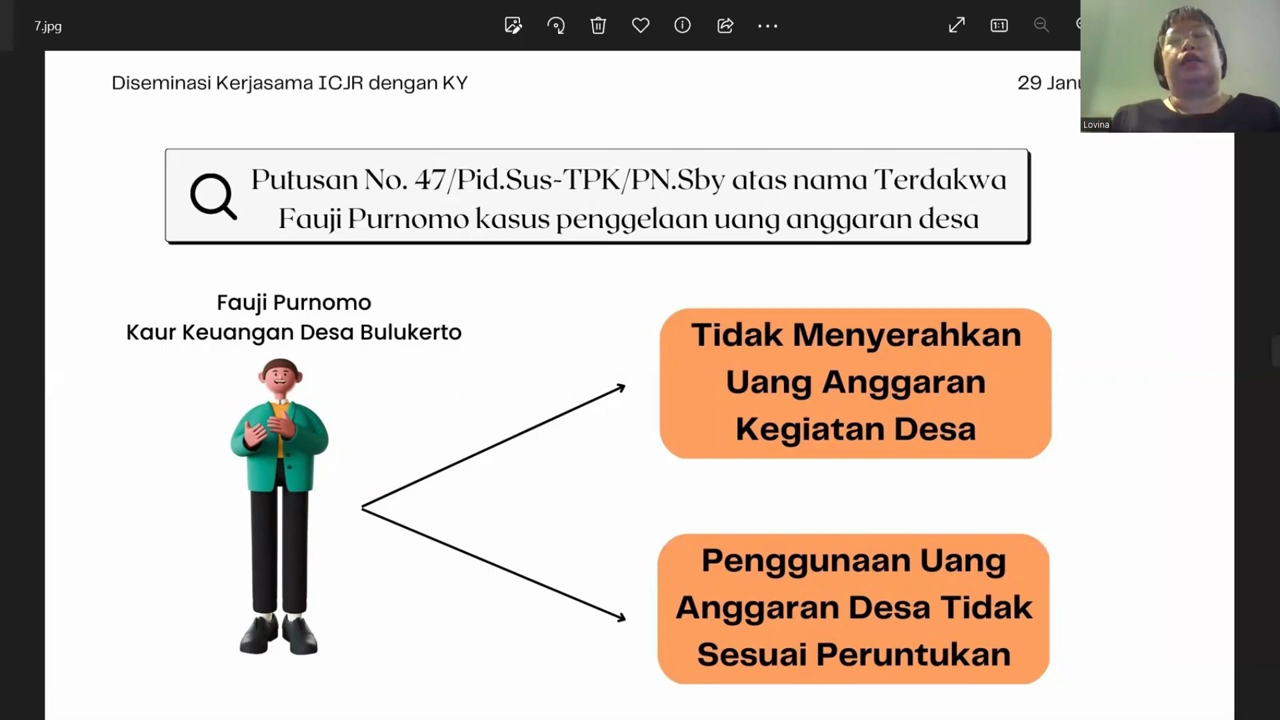 7.jpg
Diseminasi Kerjasama ICJR dengan KY
29 Janu
Lovina
Putusan No. 47/Pid.Sus-TPK/PN.Sby atas nama Terdakwa
Fauji Purnomo kasus penggelaan uang anggaran desa
Fauji Purnomo
Kaur Keuangan Desa Bulukerto
Tidak Menyerahkan
Uang Anggaran
Kegiatan Desa
Penggunaan Uang
Anggaran Desa Tidak
Sesuai Peruntukan